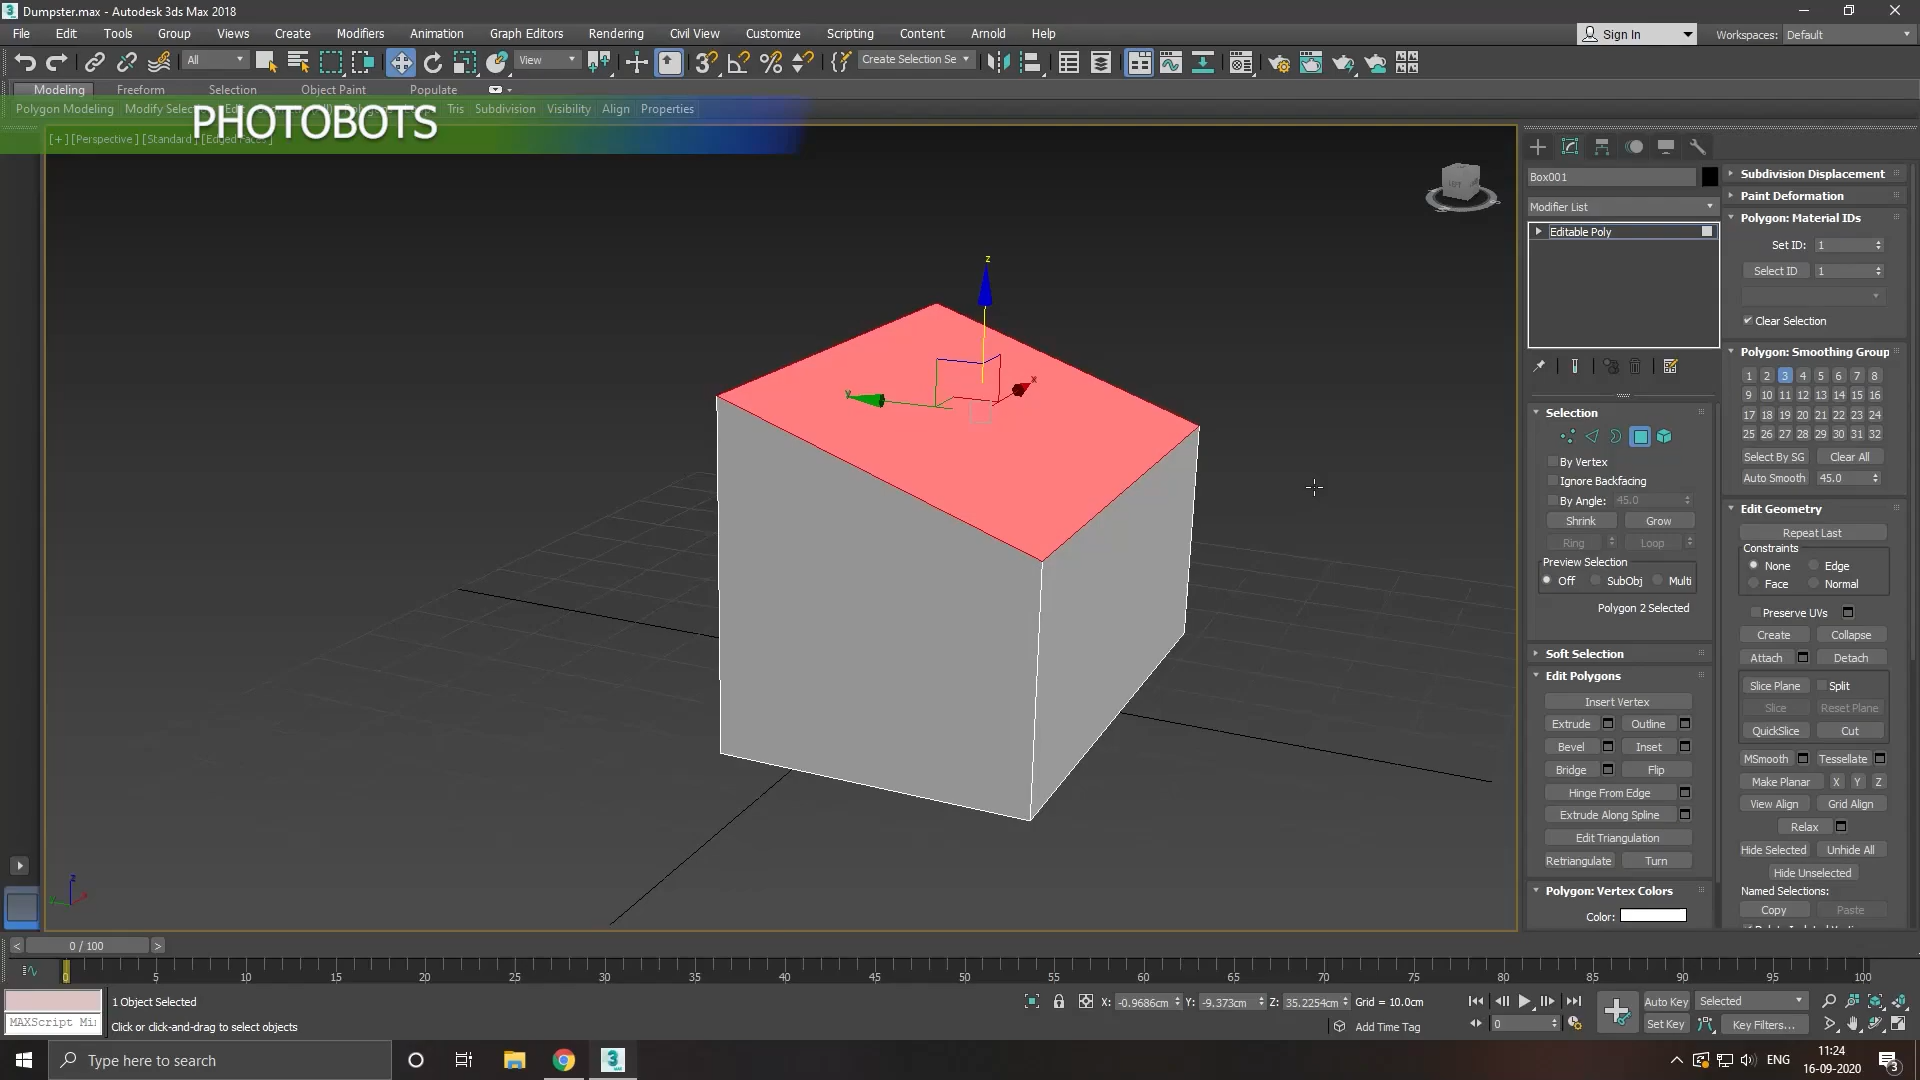 Dumpster.max - Autodesk 3ds Max 2018
File Edit Tools Group Views Create Modifiers Animation Graph Editors Rendering Civil View Customize Scripting Content Arnold Help
Sign In Workspaces: Default
All View Create Selection Se
Modeling Freeform Selection Object Paint Populate
Polygon Modeling Modify Selec Tris Subdivision Visibility Align Properties
PHOTOBOTS
[+] [Perspective] [Standard] [Edged Faces]
z
x
y
z
Box001
Modifier List
Editable Poly
Selection
By Vertex
Ignore Backfacing
By Angle: 45.0
Shrink Grow
Ring Loop
Preview Selection
Off SubObj Multi
Polygon 2 Selected
Soft Selection
Edit Polygons
Insert Vertex
Extrude Outline
Bevel Inset
Bridge Flip
Hinge From Edge
Extrude Along Spline
Edit Triangulation
Retriangulate Turn
Polygon: Vertex Colors
Color:
Subdivision Displacement
Paint Deformation
Polygon: Material IDs
Set ID: 1
Select ID 1
Clear Selection
Polygon: Smoothing Group
1 2 3 4 5 6 7 8
9 10 11 12 13 14 15 16
17 18 19 20 21 22 23 24
25 26 27 28 29 30 31 32
Select By SG Clear All
Auto Smooth 45.0
Edit Geometry
Repeat Last
Constraints
None Edge
Face Normal
Preserve UVs
Create Collapse
Attach Detach
Slice Plane Split
Slice Reset Plane
QuickSlice Cut
MSmooth Tessellate
Make Planar X Y Z
View Align Grid Align
Relax
Hide Selected Unhide All
Hide Unselected
Named Selections:
Copy Paste
< 0 / 100 >
0 5 10 15 20 25 30 35 40 45 50 55 60 65 70 75 80 85 90 95 100
1 Object Selected
X: -0.9686cm Y: -9.373cm Z: 35.2254cm Grid = 10.0cm
Auto Key Selected
MAXScript Mi
Click or click-and-drag to select objects
Add Time Tag
0
Set Key Key Filters...
Type here to search
ENG
11:24
16-09-2020
3